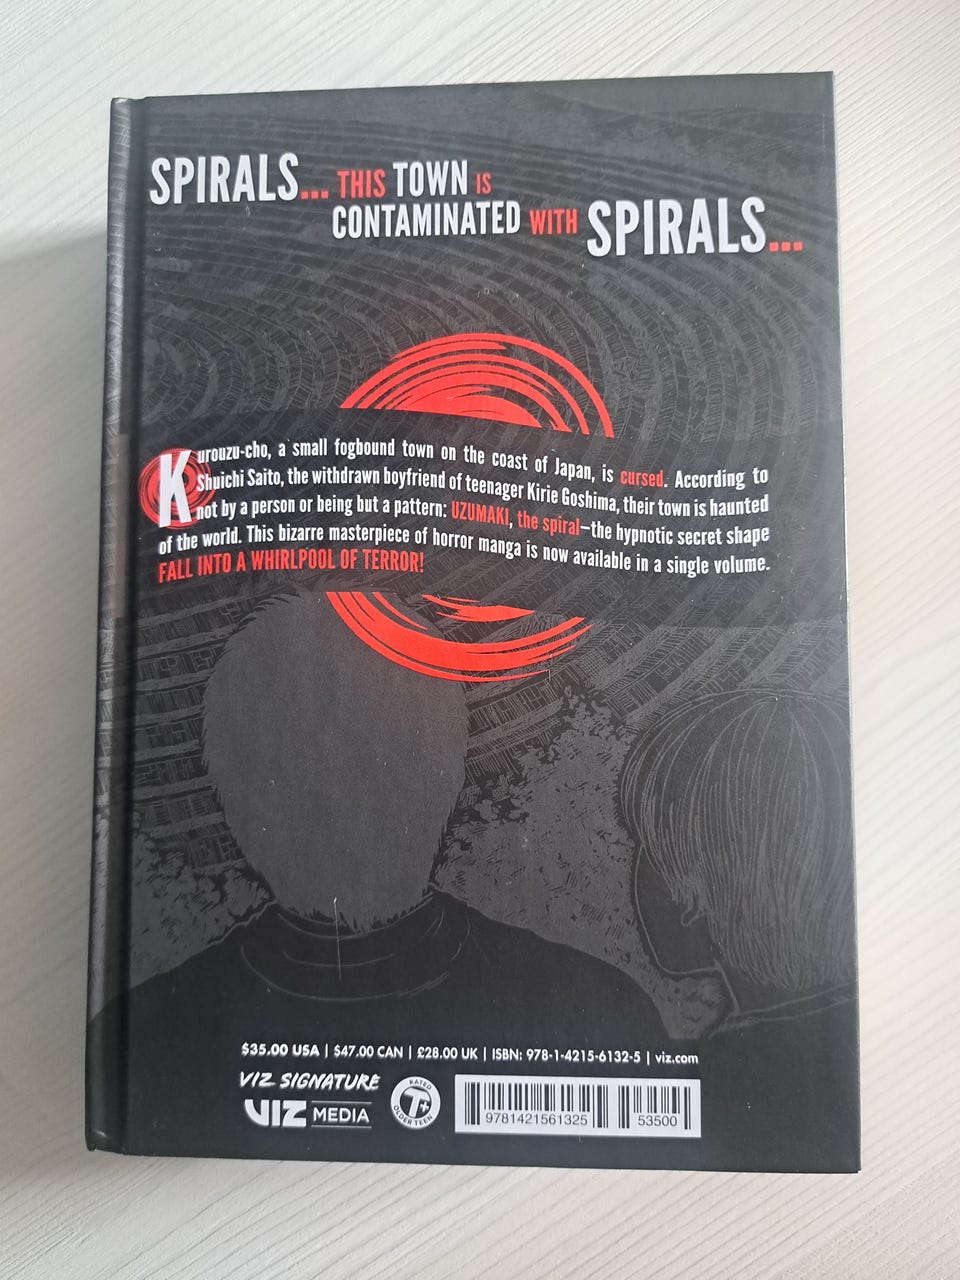 SPIRALS... THIS TOWN IS
CONTAMINATED WITH SPIRALS...
Kurouzu-cho, a small fogbound town on the coast of Japan, is cursed. According to
Shuichi Saito, the withdrawn boyfriend of teenager Kirie Goshima, their town is haunted
not by a person or being but a pattern: UZUMAKI, the spiral—the hypnotic secret shape
of the world. This bizarre masterpiece of horror manga is now available in a single volume.
FALL INTO A WHIRLPOOL OF TERROR!
$35.00 USA | $47.00 CAN | £28.00 UK | ISBN: 978-1-4215-6132-5 | viz.com
VIZ SIGNATURE
VIZ MEDIA
RATED
T+
OLDER TEEN
9781421561325
53500